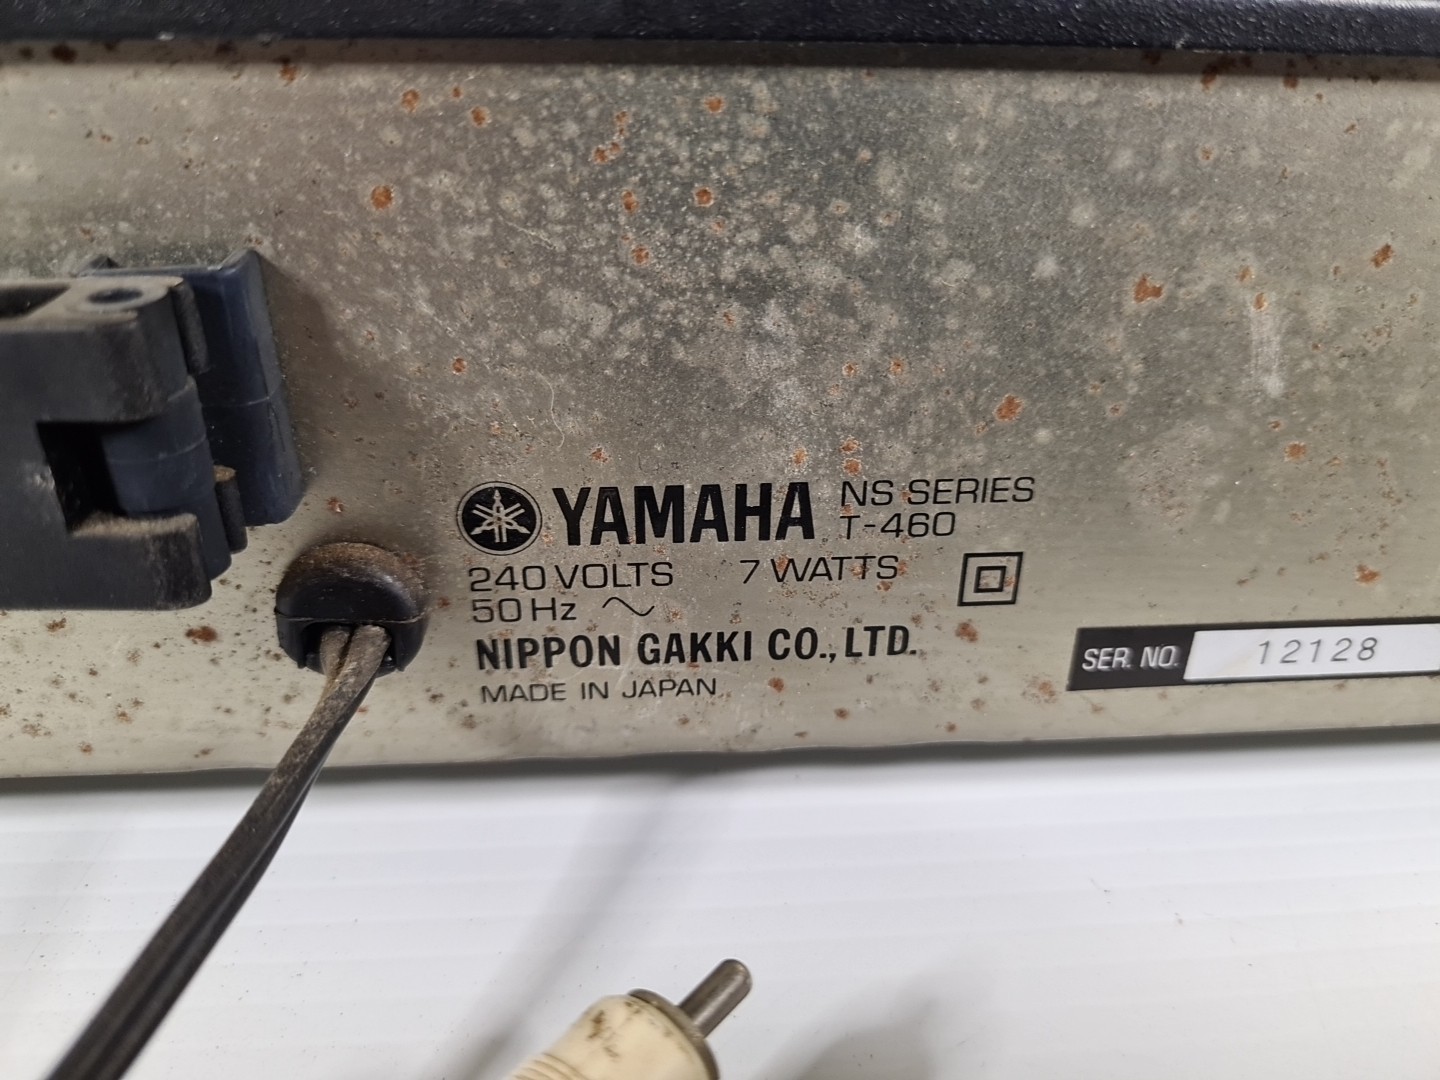 YAMAHA NS SERIES
T-460
240 VOLTS 7 WATTS
50 Hz
NIPPON GAKKI CO., LTD.
MADE IN JAPAN
SER. NO. 12128